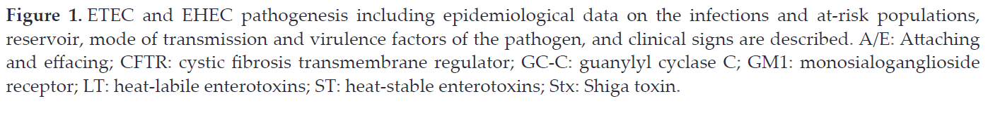 Figure 1. ETEC and EHEC pathogenesis including epidemiological data on the infections and at-risk populations,
reservoir, mode of transmission and virulence factors of the pathogen, and clinical signs are described. A/E: Attaching
and effacing; CFTR: cystic fibrosis transmembrane regulator; GC-C: guanylyl cyclase C; GM1: monosialoganglioside
receptor; LT: heat-labile enterotoxins; ST: heat-stable enterotoxins; Stx: Shiga toxin.